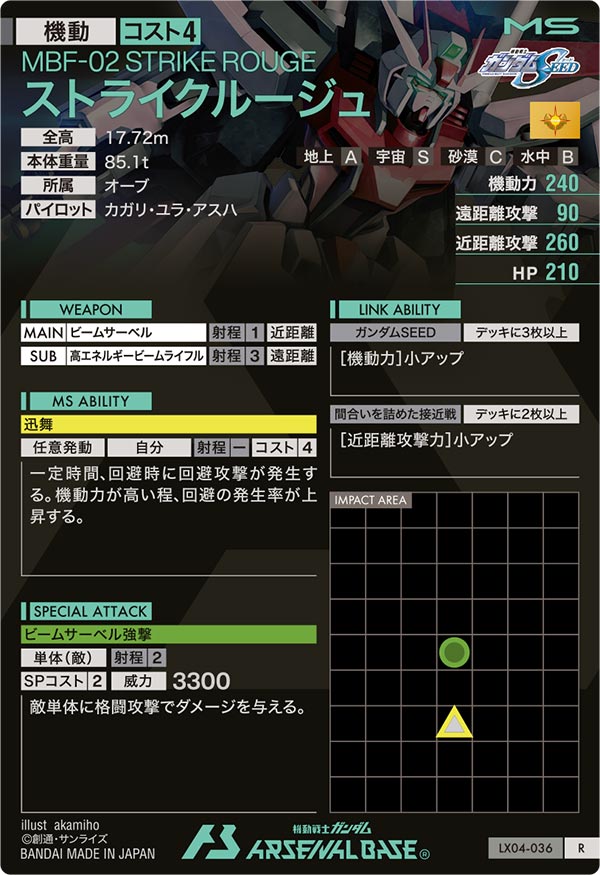 機動 コスト4 MS
MBF-02 STRIKE ROUGE
ストライクルージュ
機動戦士 ガンダムSEED
全高 17.72m
本体重量 85.1t
所属 オーブ
パイロット カガリ・ユラ・アスハ
地上 A 宇宙 S 砂漠 C 水中 B
機動力 240
遠距離攻撃 90
近距離攻撃 260
HP 210
WEAPON
MAIN ビームサーベル 射程 1 近距離
SUB 高エネルギービームライフル 射程 3 遠距離
MS ABILITY
迅舞
任意発動 自分 射程 ー コスト 4
一定時間、回避時に回避攻撃が発生す
る。機動力が高い程、回避の発生率が上
昇する。
SPECIAL ATTACK
ビームサーベル強撃
単体(敵) 射程 2
SPコスト 2 威力 3300
敵単体に格闘攻撃でダメージを与える。
LINK ABILITY
ガンダムSEED デッキに3枚以上
[機動力]小アップ
間合いを詰めた接近戦 デッキに2枚以上
[近距離攻撃力]小アップ
IMPACT AREA
illust akamiho
©創通・サンライズ
BANDAI MADE IN JAPAN
機動戦士ガンダム
ARSENAL BASE®
LX04-036 R